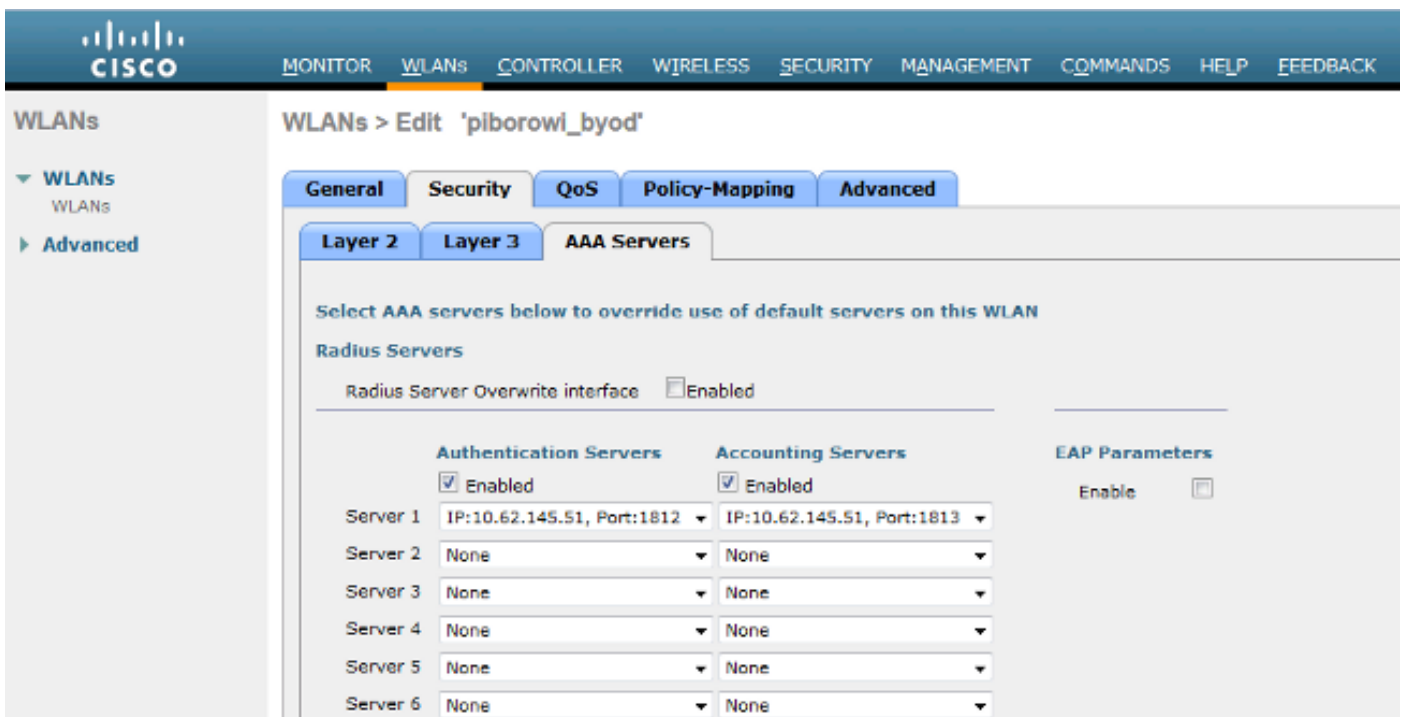 CISCO
MONITOR WLANs CONTROLLER WIRELESS SECURITY MANAGEMENT COMMANDS HELP FEEDBACK
WLANs
WLANs > Edit 'piborowi_byod'
WLANs
WLANs
Advanced
General Security QoS Policy-Mapping Advanced
Layer 2 Layer 3 AAA Servers
Select AAA servers below to override use of default servers on this WLAN
Radius Servers
Radius Server Overwrite interface Enabled
Authentication Servers Accounting Servers EAP Parameters
Enabled Enabled Enable
Server 1 IP:10.62.145.51, Port:1812 IP:10.62.145.51, Port:1813
Server 2 None None
Server 3 None None
Server 4 None None
Server 5 None None
Server 6 None None